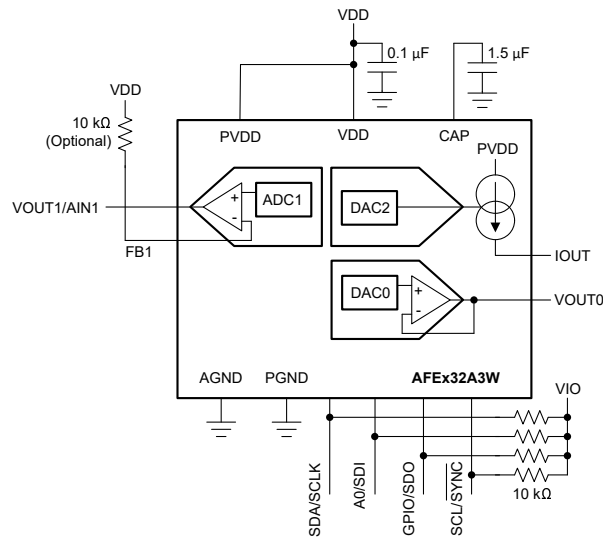 VDD
0.1 µF
1.5 µF
VDD
10 kΩ
(Optional)
PVDD
VDD
CAP
PVDD
ADC1
DAC2
VOUT1/AIN1
+
-
FB1
IOUT
DAC0
+
-
VOUT0
AGND
PGND
AFEx32A3W
VIO
10 kΩ
SDA/SCLK
A0/SDI
GPIO/SDO
SCL/SYNC